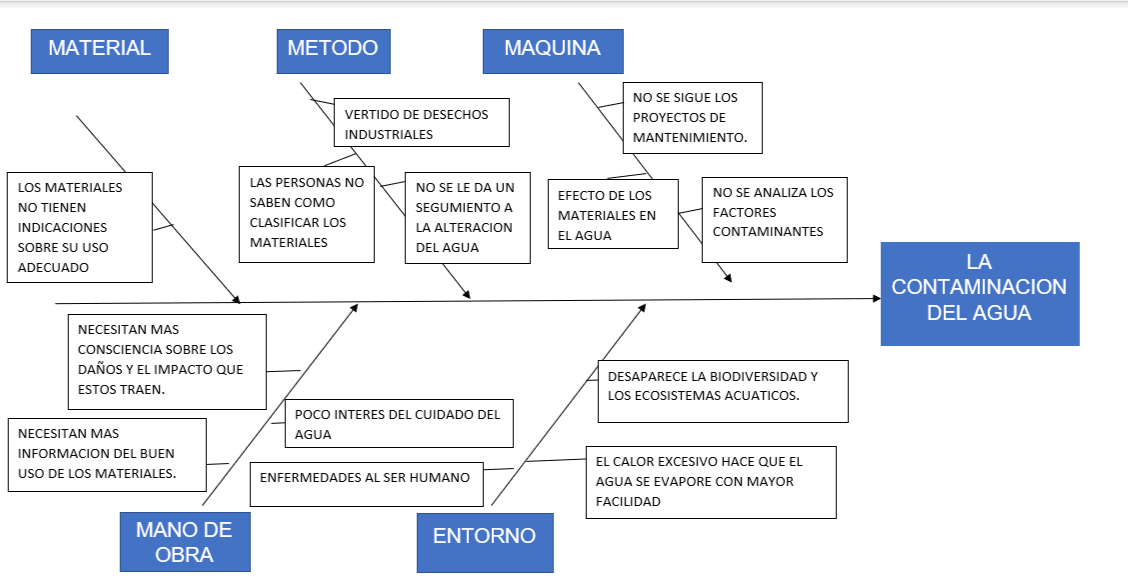 MATERIAL
METODO
MAQUINA
NO SE SIGUE LOS
PROYECTOS DE
MANTENIMIENTO.
VERTIDO DE DESECHOS
INDUSTRIALES
LOS MATERIALES
NO TIENEN
INDICACIONES
SOBRE SU USO
ADECUADO
LAS PERSONAS NO
SABEN COMO
CLASIFICAR LOS
MATERIALES
NO SE LE DA UN
SEGUMIENTO A
LA ALTERACION
DEL AGUA
EFECTO DE LOS
MATERIALES EN
EL AGUA
NO SE ANALIZA LOS
FACTORES
CONTAMINANTES
LA
CONTAMINACION
DEL AGUA
NECESITAN MAS
CONSCIENCIA SOBRE LOS
DAÑOS Y EL IMPACTO QUE
ESTOS TRAEN.
DESAPARECE LA BIODIVERSIDAD Y
LOS ECOSISTEMAS ACUATICOS.
POCO INTERES DEL CUIDADO DEL
AGUA
NECESITAN MAS
INFORMACION DEL BUEN
USO DE LOS MATERIALES.
ENFERMEDADES AL SER HUMANO
EL CALOR EXCESIVO HACE QUE EL
AGUA SE EVAPORE CON MAYOR
FACILIDAD
MANO DE
OBRA
ENTORNO